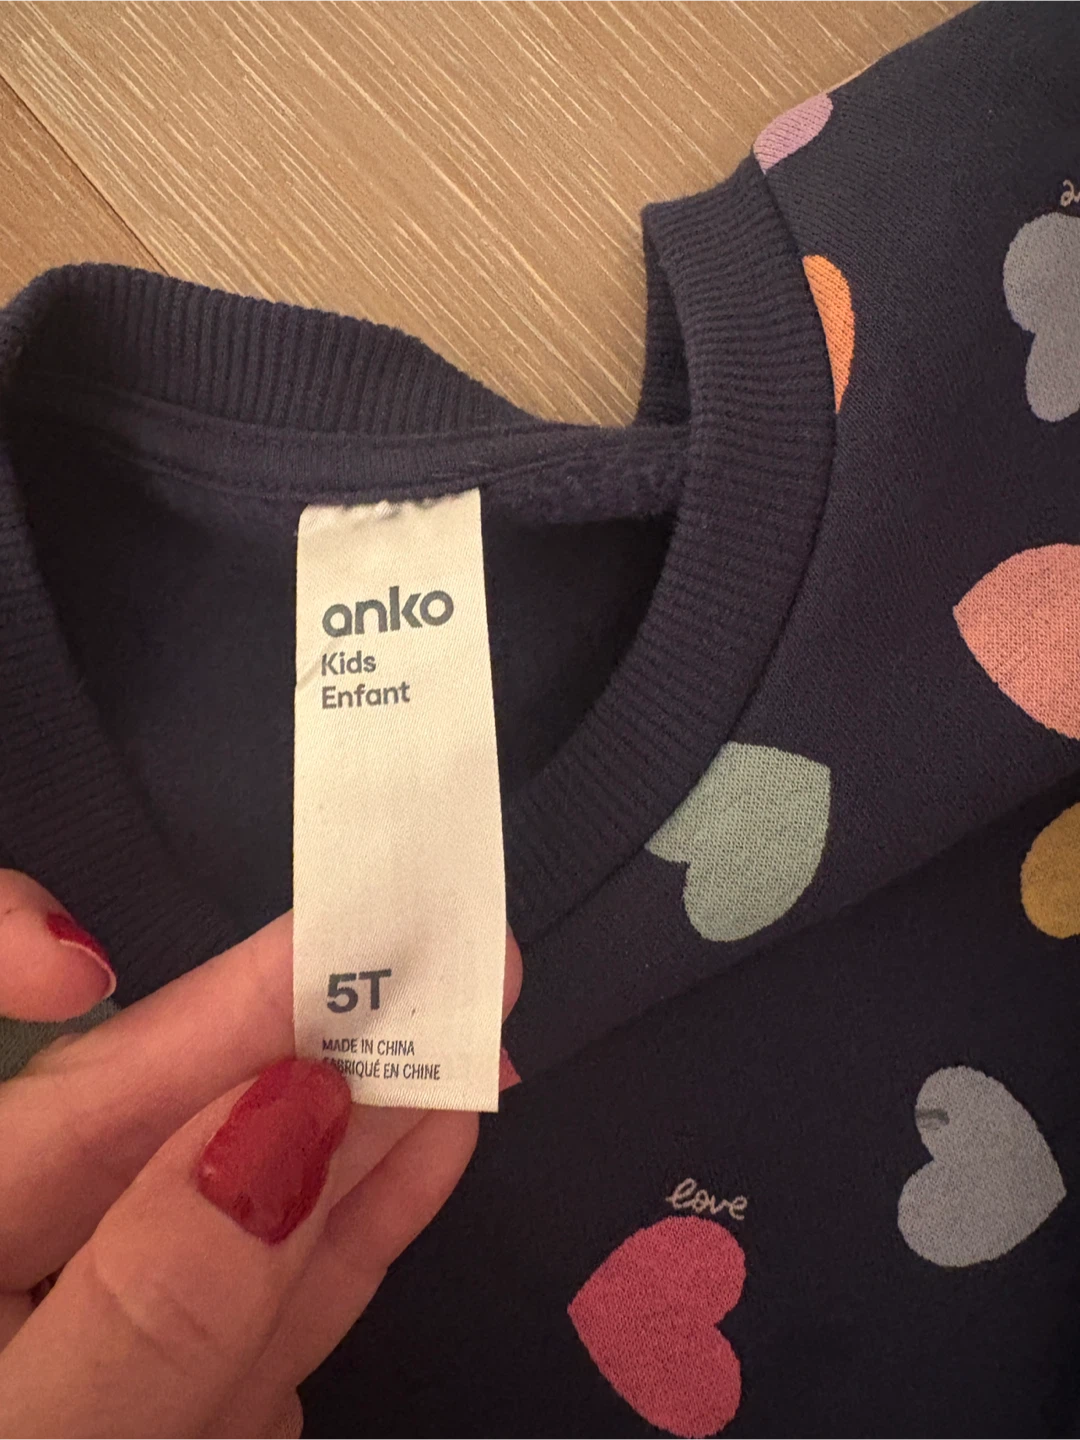 anko
Kids
Enfant
5T
MADE IN CHINA
FABRIQUÉ EN CHINE
love